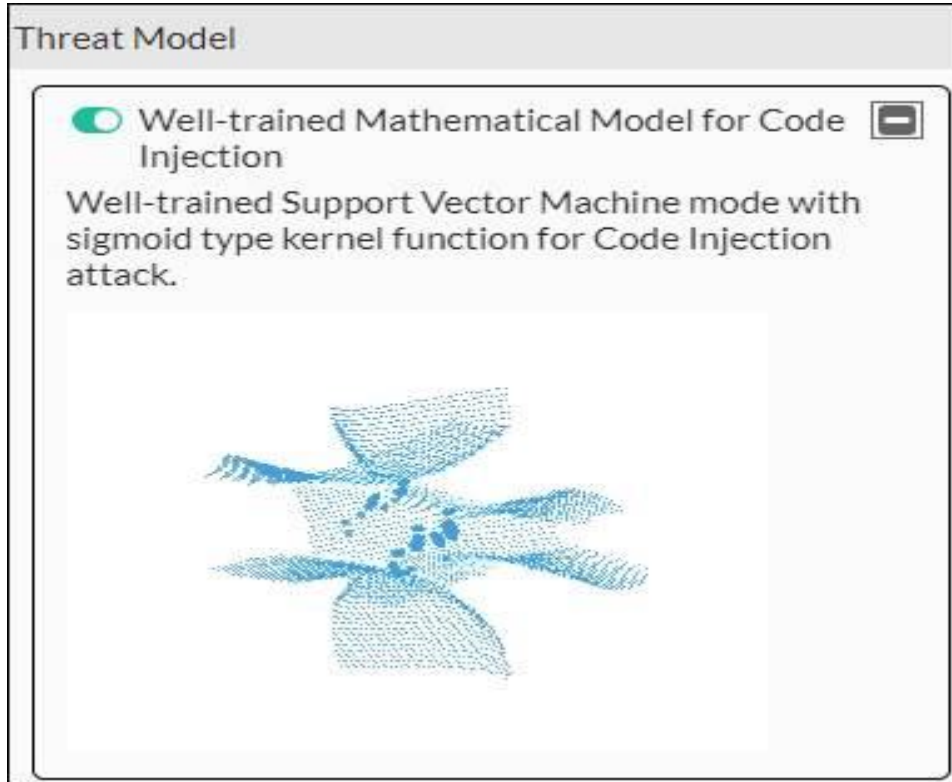 Threat Model
Well-trained Mathematical Model for Code
Injection
Well-trained Support Vector Machine mode with
sigmoid type kernel function for Code Injection
attack.